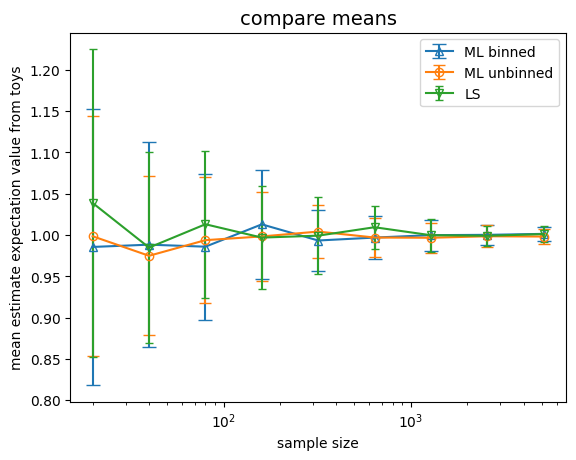 compare means
ML binned
ML unbinned
LS
mean estimate expectation value from toys
1.20
1.15
1.10
1.05
1.00
0.95
0.90
0.85
0.80
10²
10³
sample size